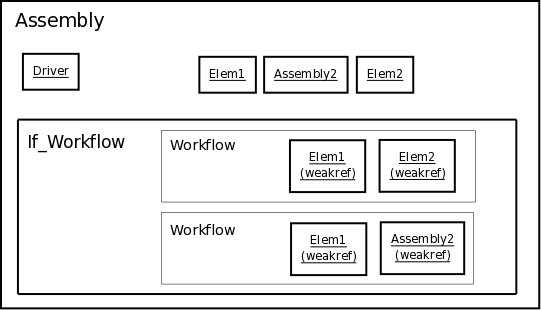 Assembly
Driver
Elem1
Assembly2
Elem2
If_Workflow
Workflow
Elem1
(weakref)
Elem2
(weakref)
Workflow
Elem1
(weakref)
Assembly2
(weakref)